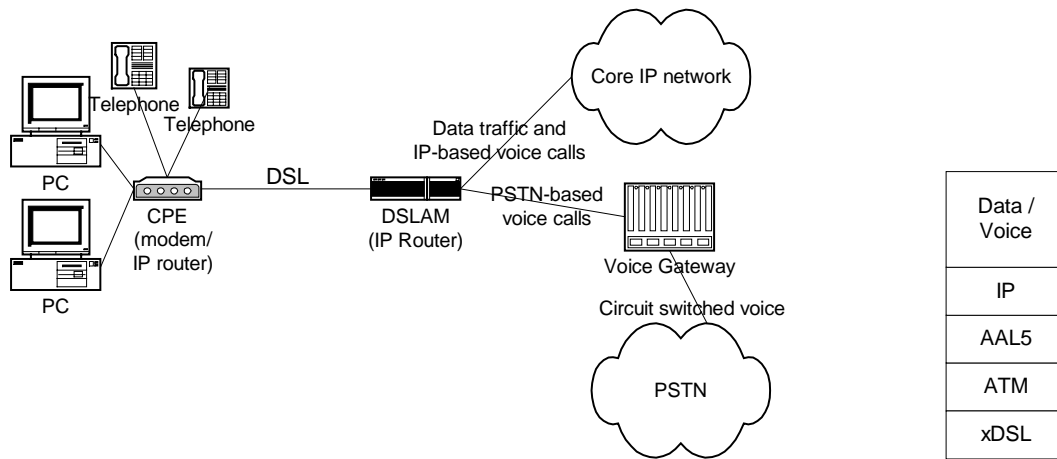 Telephone
Telephone
PC
PC
CPE
(modem/
IP router)
DSL
DSLAM
(IP Router)
Data traffic and
IP-based voice calls
Core IP network
PSTN-based
voice calls
Voice Gateway
Circuit switched voice
PSTN
Data /
Voice
IP
AAL5
ATM
xDSL